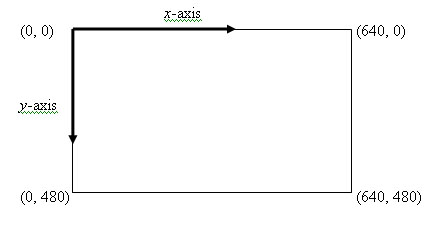 x-axis
(0, 0)
(640, 0)
y-axis
(0, 480)
(640, 480)